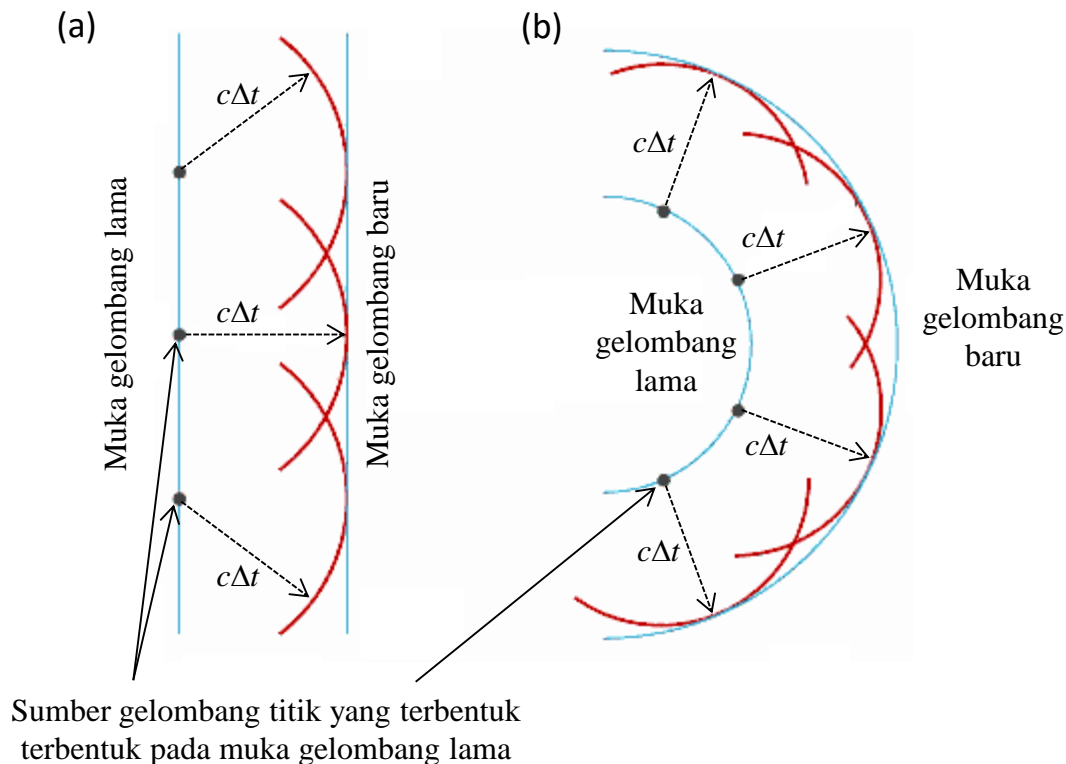 (a)
cΔt
cΔt
cΔt
Muka gelombang lama
Muka gelombang baru
(b)
cΔt
cΔt
cΔt
cΔt
Muka
gelombang
lama
Muka
gelombang
baru
Sumber gelombang titik yang terbentuk
terbentuk pada muka gelombang lama